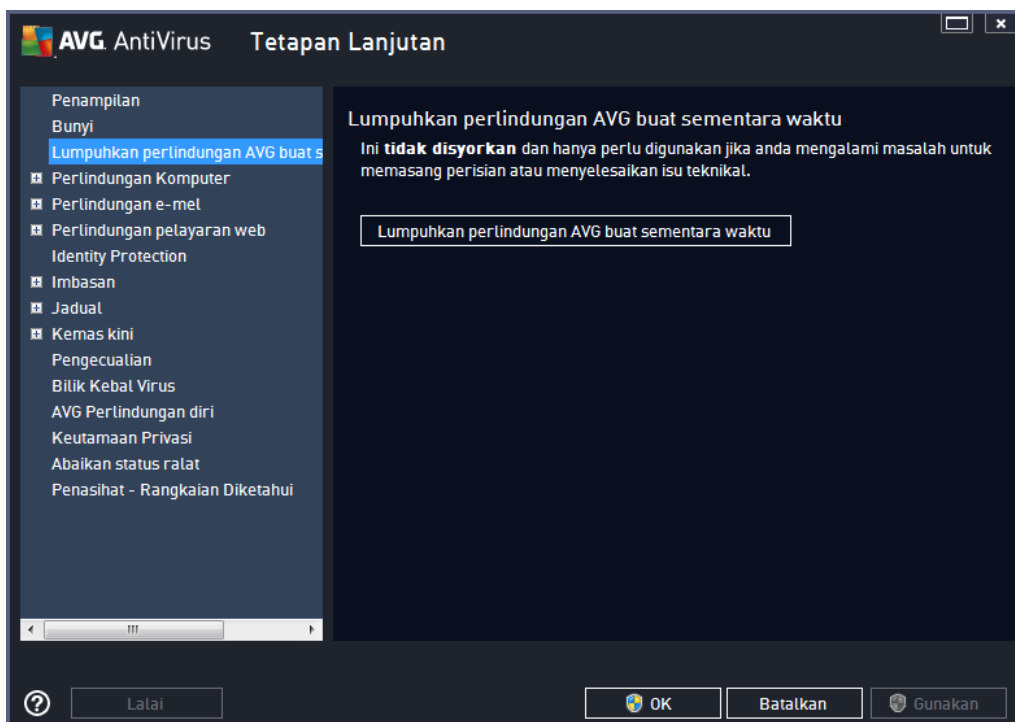 AVG AntiVirus Tetapan Lanjutan
Penampilan
Bunyi
Lumpuhkan perlindungan AVG buat s
Perlindungan Komputer
Perlindungan e-mel
Perlindungan pelayaran web
Identity Protection
Imbasan
Jadual
Kemas kini
Pengecualian
Bilik Kebal Virus
AVG Perlindungan diri
Keutamaan Privasi
Abaikan status ralat
Penasihat - Rangkaian Diketahui
Lumpuhkan perlindungan AVG buat sementara waktu
Ini tidak disyorkan dan hanya perlu digunakan jika anda mengalami masalah untuk
memasang perisian atau menyelesaikan isu teknikal.
Lumpuhkan perlindungan AVG buat sementara waktu
Lalai
OK
Batalkan
Gunakan